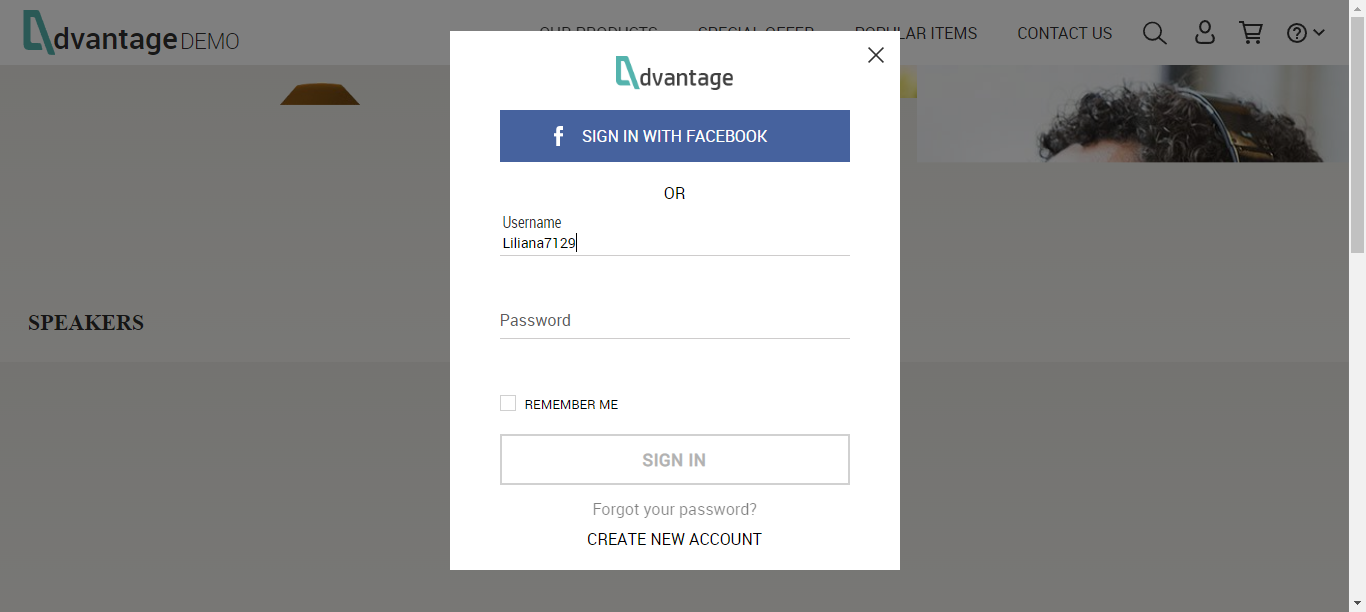 dvantage DEMO
OUR PRODUCTS SPECIAL OFFER POPULAR ITEMS CONTACT US
dvantage
f SIGN IN WITH FACEBOOK
OR
Username
Liliana7129
Password
SPEAKERS
REMEMBER ME
SIGN IN
Forgot your password?
CREATE NEW ACCOUNT